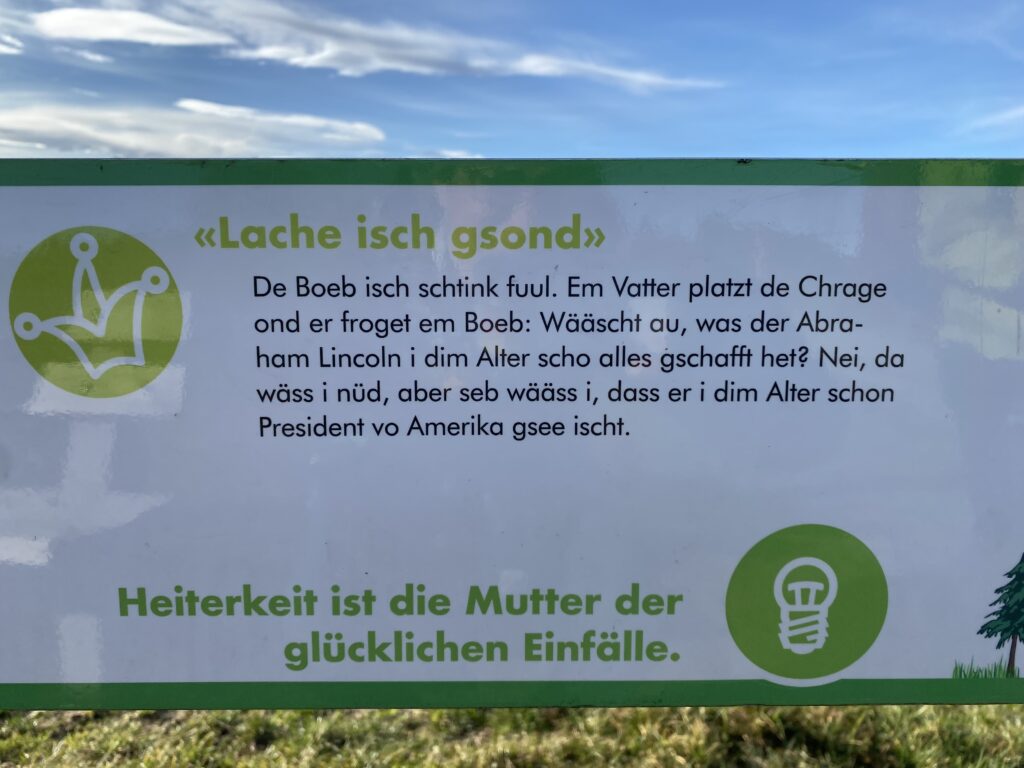 «Lache isch gsond»
De Boeb isch schtink fuul. Em Vatter platzt de Chrage
ond er froget em Boeb: Wääscht au, was der Abra-
ham Lincoln i dim Alter scho alles gschafft het? Nei, da
wäss i nüd, aber seb wääss i, dass er i dim Alter schon
President vo Amerika gsee ischt.
Heiterkeit ist die Mutter der
glücklichen Einfälle.